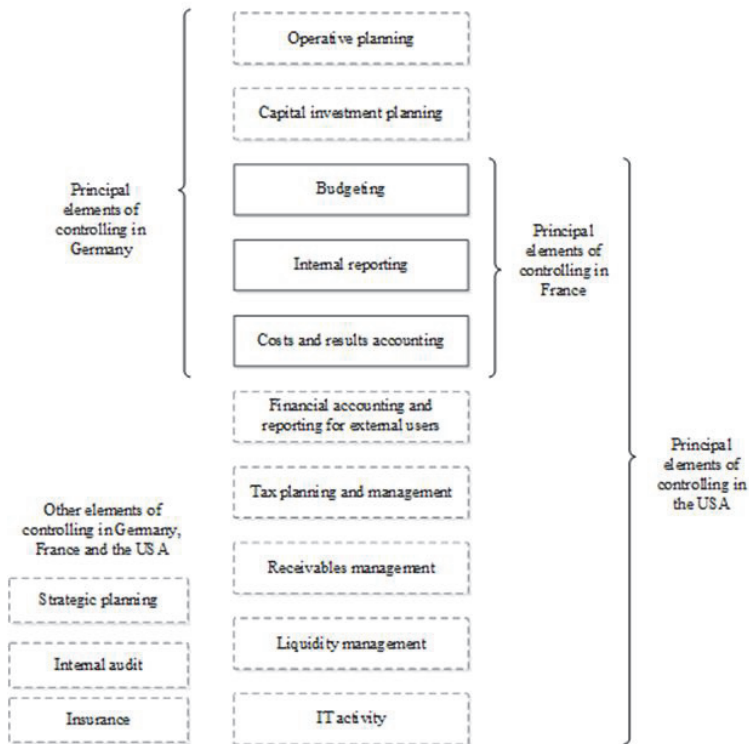 Operative planning
Capital investment planning
Budgeting
Internal reporting
Costs and results accounting
Financial accounting and
reporting for external users
Tax planning and management
Receivables management
Liquidity management
IT activity
Principal
elements of
controlling in
Germany
Principal
elements of
controlling in
France
Principal
elements of
controlling in
the USA
Other elements of
controlling in Germany,
France and the USA
Strategic planning
Internal audit
Insurance